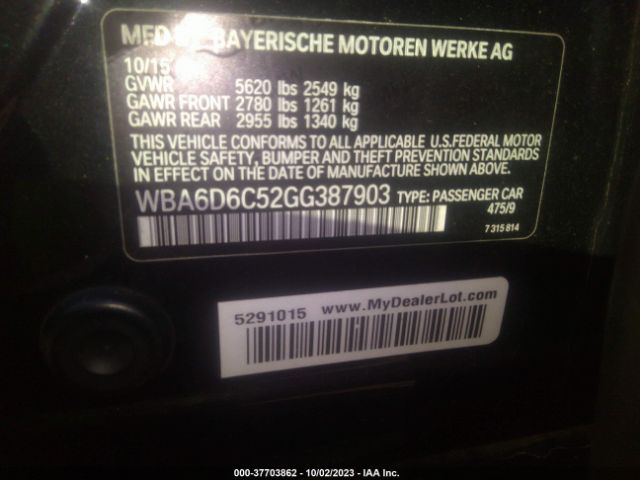 MFD BAYERISCHE MOTOREN WERKE AG
10/15
GVWR 5620 lbs 2549 kg
GAWR FRONT 2780 lbs 1261 kg
GAWR REAR 2955 lbs 1340 kg
THIS VEHICLE CONFORMS TO ALL APPLICABLE U.S.FEDERAL MOTOR
VEHICLE SAFETY, BUMPER AND THEFT PREVENTION STANDARDS
IN EFFECT ON THE DATE OF MANUFACTURE SHOWN ABOVE.
WBA6D6C52GG387903 TYPE: PASSENGER CAR
475/9
7 315 814
5291015 www.MyDealerLot.com
000-37703862 - 10/02/2023 - IAA Inc.